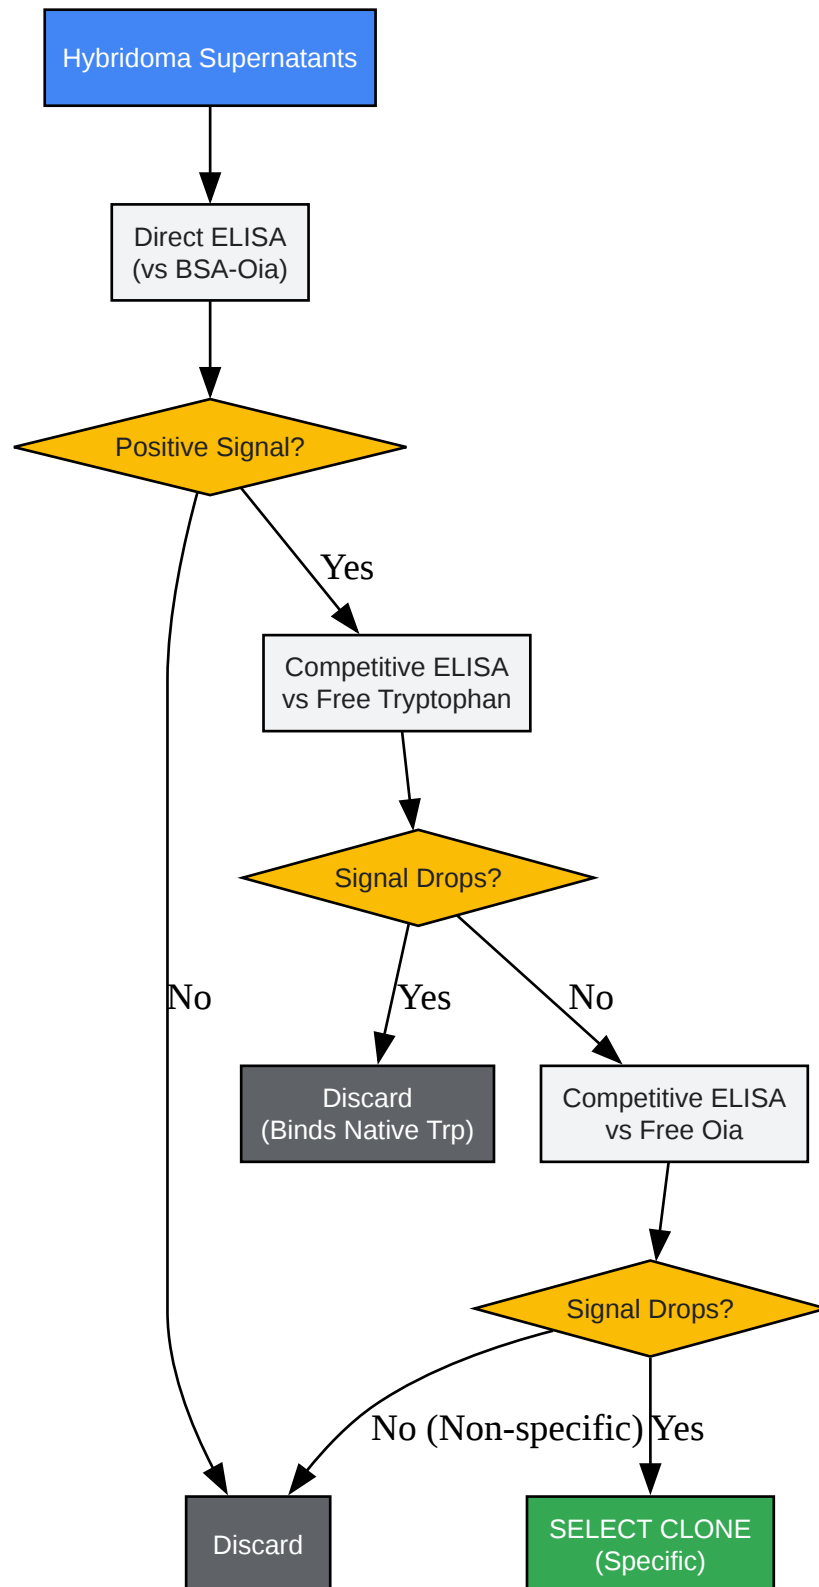 Hybridoma Supernatants
Direct ELISA
(vs BSA-Oia)
Positive Signal?
Yes
Competitive ELISA
vs Free Tryptophan
Signal Drops?
No
Yes
No
Discard
(Binds Native Trp)
Competitive ELISA
vs Free Oia
Signal Drops?
No (Non-specific)
Yes
Discard
SELECT CLONE
(Specific)